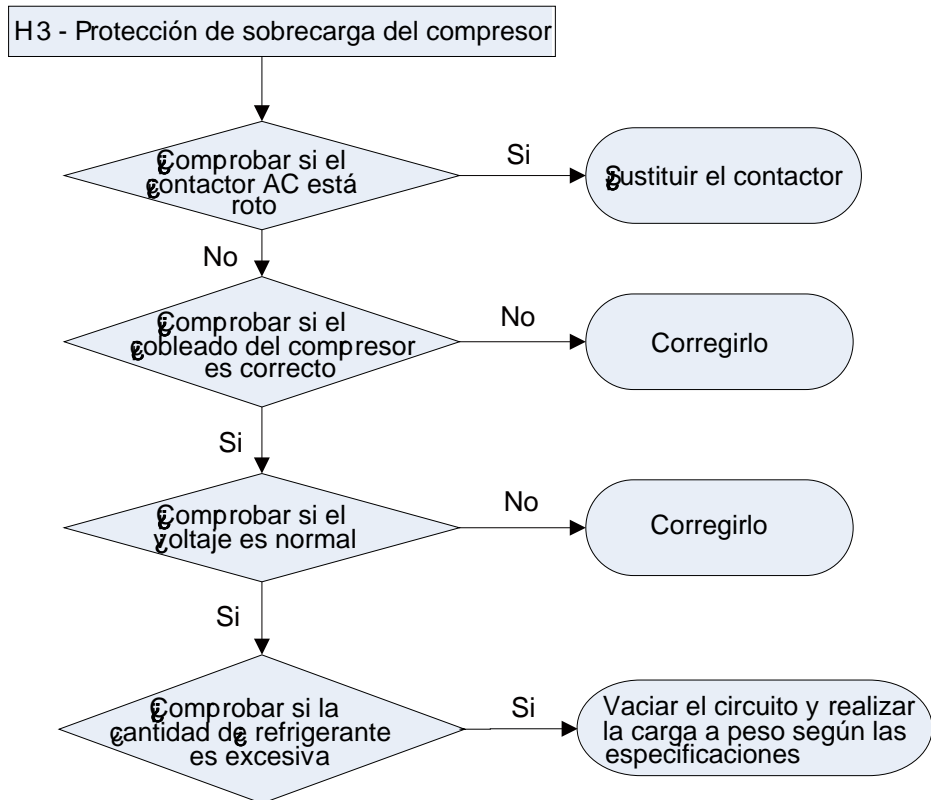 H3 - Protección de sobrecarga del compresor
Comprobar si el
contactor AC está
roto
Si
Sustituir el contactor
No
Comprobar si el
cobleado del compresor
es correcto
No
Corregirlo
Si
Comprobar si el
voltaje es normal
No
Corregirlo
Si
Comprobar si la
cantidad de refrigerante
es excesiva
Si
Vaciar el circuito y realizar
la carga a peso según las
especificaciones